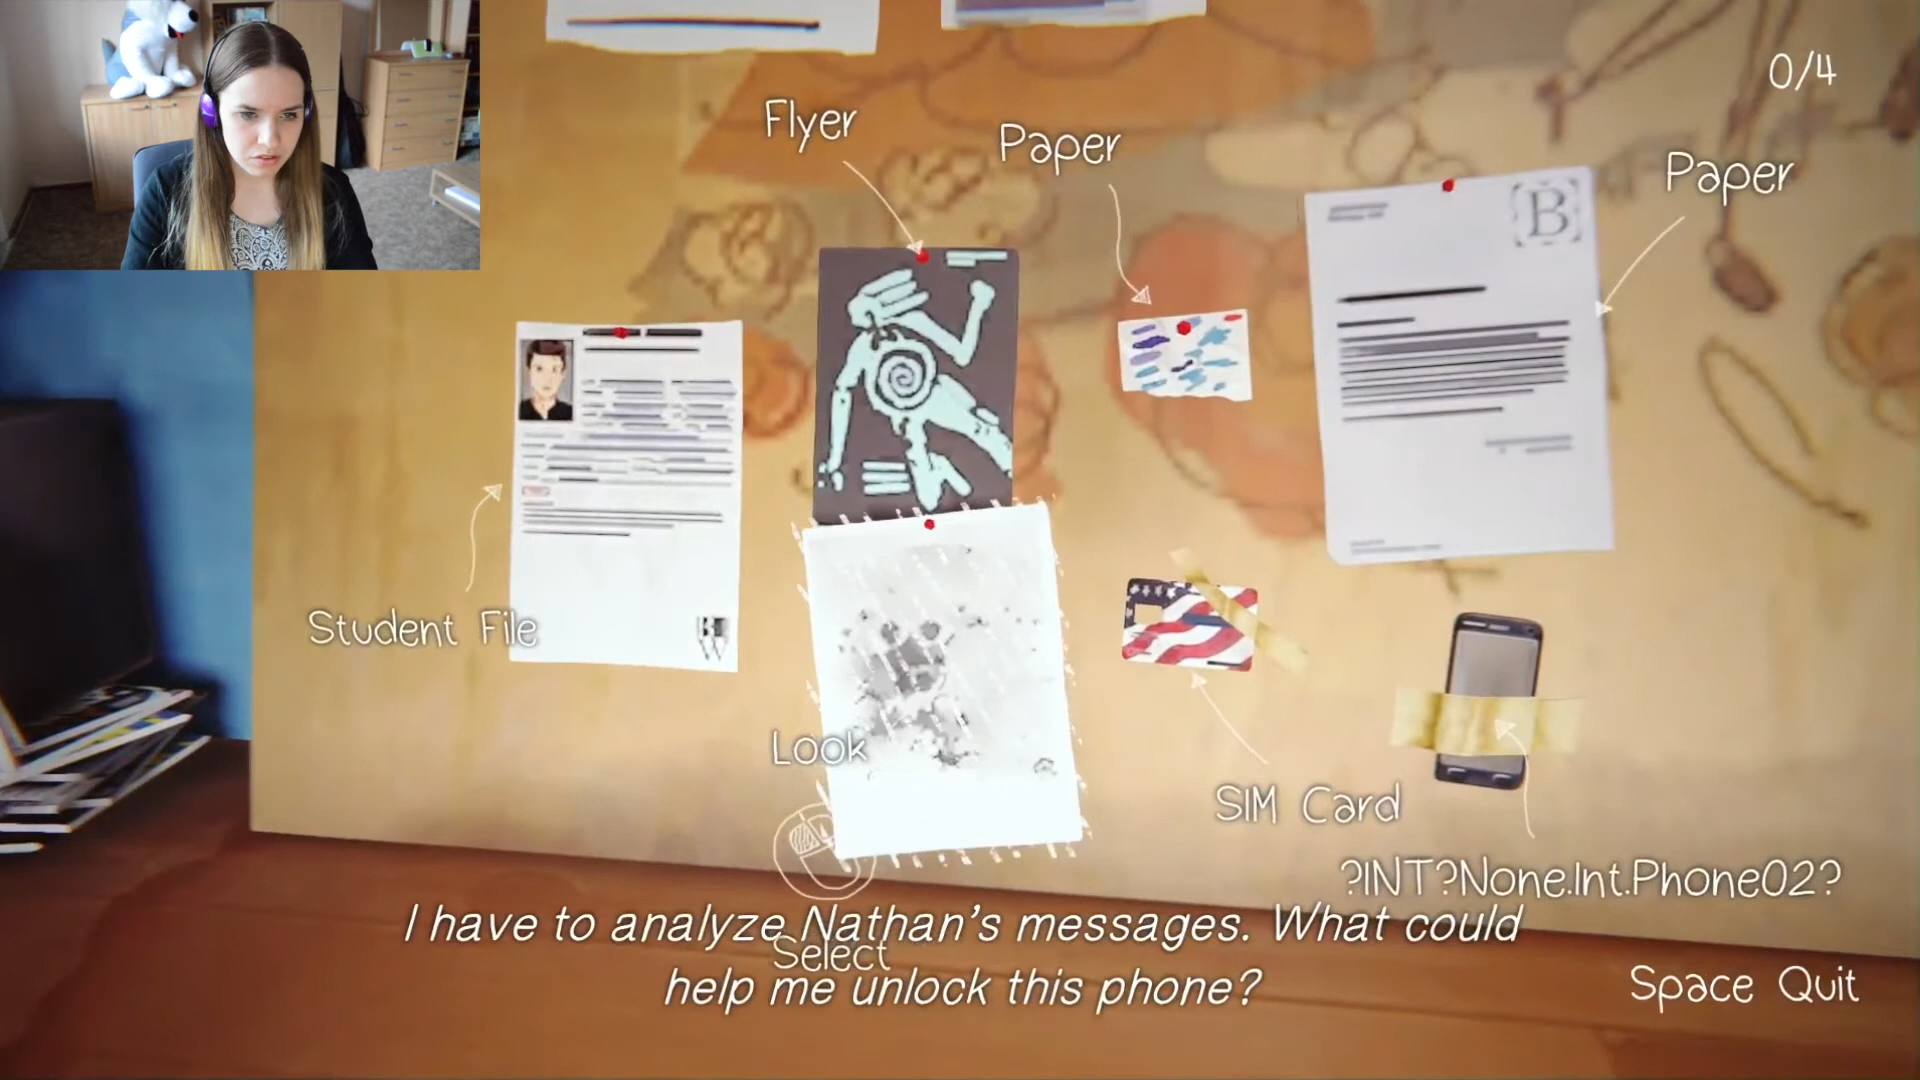 0/4
Flyer
Paper
Paper
B
Student File
Look
SIM Card
?INT?None.Int.Phone02?
I have to analyze Nathan's messages. What could
Select
help me unlock this phone?
Space Quit